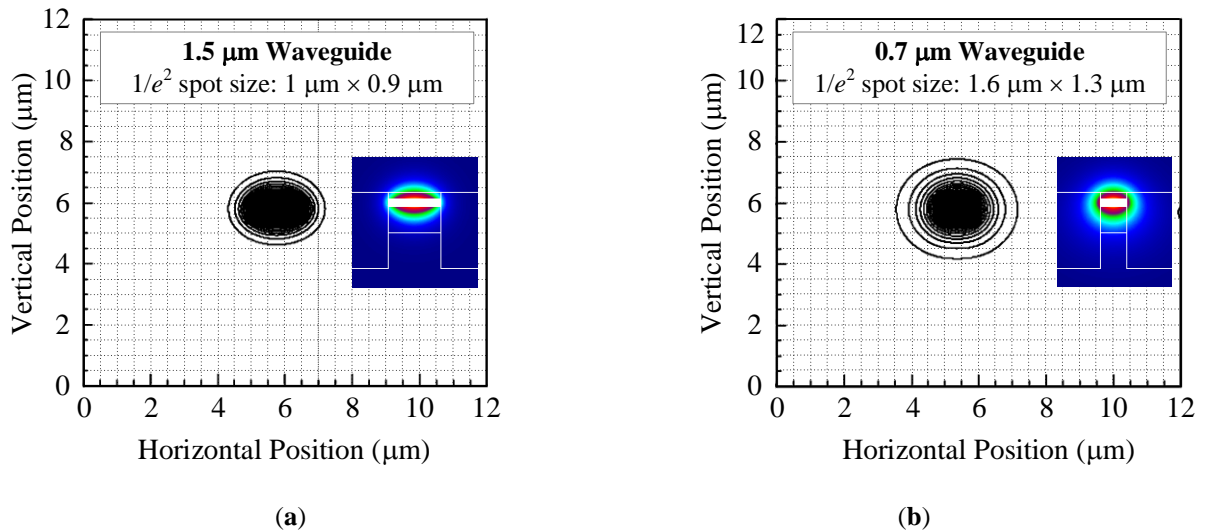 1.5 μm Waveguide
1/e² spot size: 1 μm × 0.9 μm
Vertical Position (μm)
12
10
8
6
4
2
0
0 2 4 6 8 10 12
Horizontal Position (μm)
(a)
0.7 μm Waveguide
1/e² spot size: 1.6 μm × 1.3 μm
Vertical Position (μm)
12
10
8
6
4
2
0
0 2 4 6 8 10 12
Horizontal Position (μm)
(b)